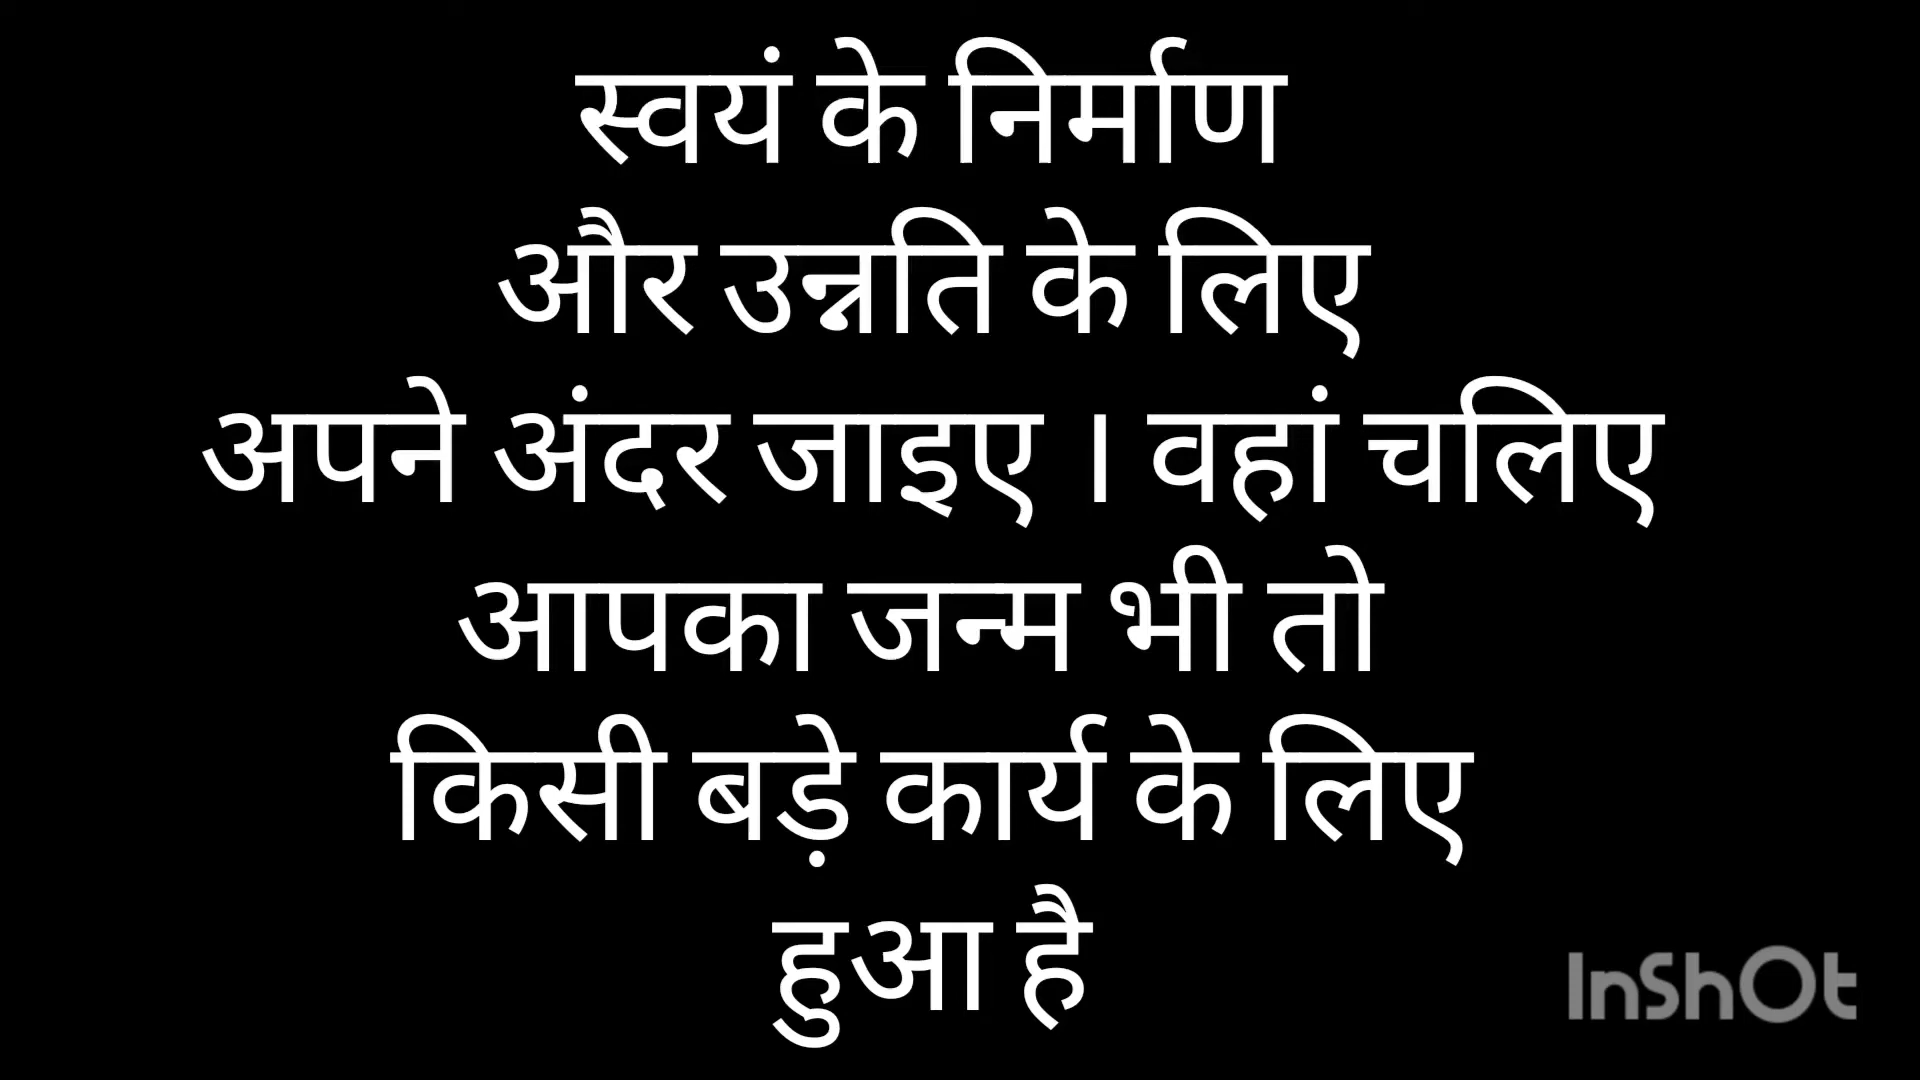 स्वयं के निर्माण
और उन्नति के लिए
अपने अंदर जाइए । वहां चलिए
आपका जन्म भी तो
किसी बड़े कार्य के लिए
हुआ है
InShOt